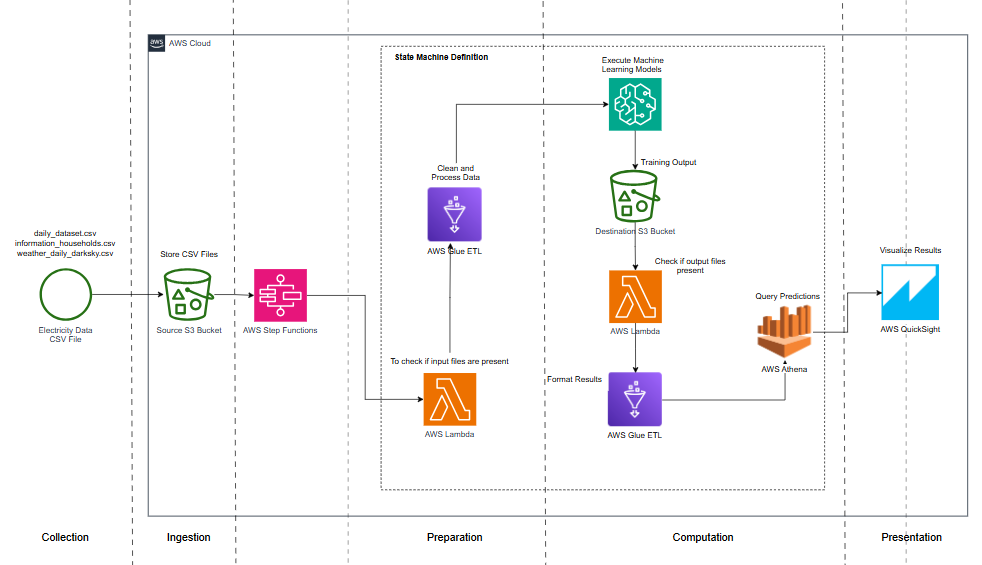 aws
AWS Cloud
State Machine Definition
Execute Machine
Learning Models
Training Output
Clean and
Process Data
AWS Glue ETL
Destination S3 Bucket
daily_dataset.csv
information_households.csv
weather_daily_darksky.csv
Electricity Data
CSV File
Store CSV Files
Source S3 Bucket
AWS Step Functions
To check if input files are present
AWS Lambda
Check if output files
present
AWS Lambda
Format Results
AWS Glue ETL
Query Predictions
AWS Athena
Visualize Results
AWS QuickSight
Collection
Ingestion
Preparation
Computation
Presentation